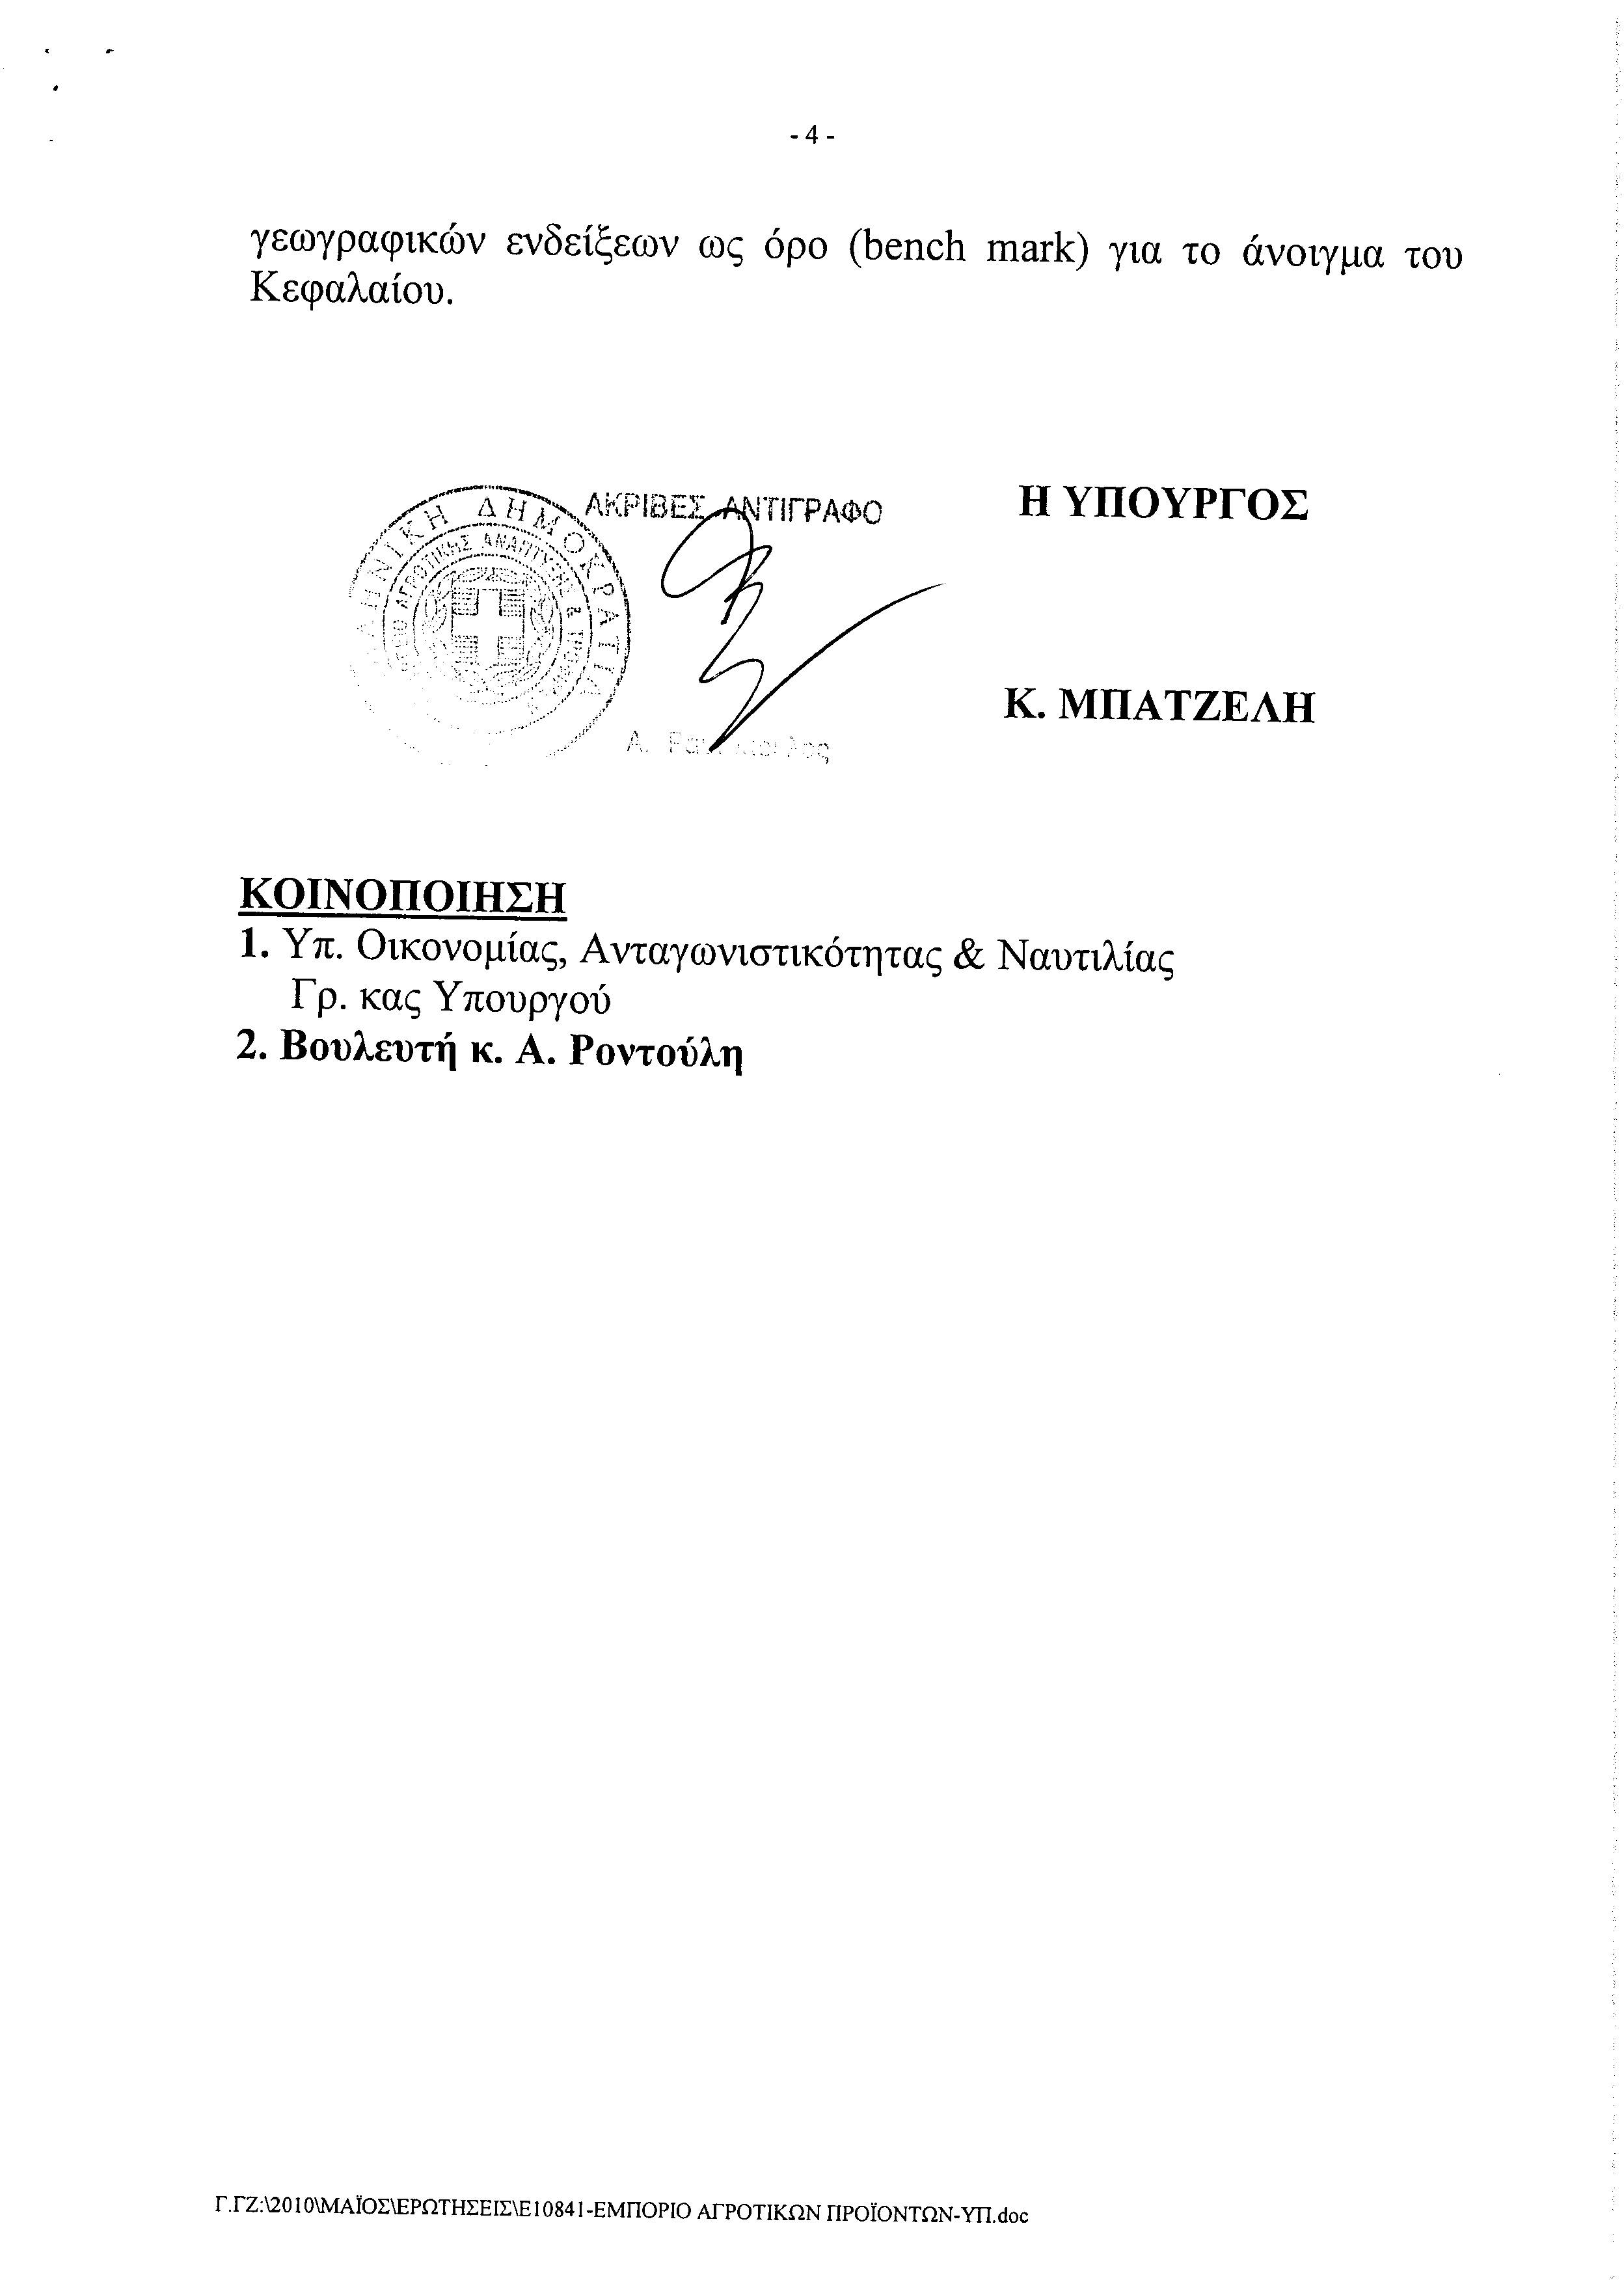 - 4 -
γεωγραφικών ενδείξεων ως όρο (bench mark) για το άνοιγμα του
Κεφαλαίου.
ΑΚΡΙΒΕΣ ΑΝΤΙΓΡΑΦΟ
Η ΥΠΟΥΡΓΟΣ
ΔΗΜΟΚΡΑΤΙΑ
Κ. ΜΠΑΤΖΕΛΗ
Α.
ΚΟΙΝΟΠΟΙΗΣΗ
1. Υπ. Οικονομίας, Ανταγωνιστικότητας & Ναυτιλίας
Γρ. κας Υπουργού
2. Βουλευτή κ. Α. Ροντούλη
Γ.ΓΖ:\2010\ΜΑΪΟΣ\ΕΡΩΤΗΣΕΙΣ\Ε10841-ΕΜΠΟΡΙΟ ΑΓΡΟΤΙΚΩΝ ΠΡΟΪΟΝΤΩΝ-ΥΠ.doc